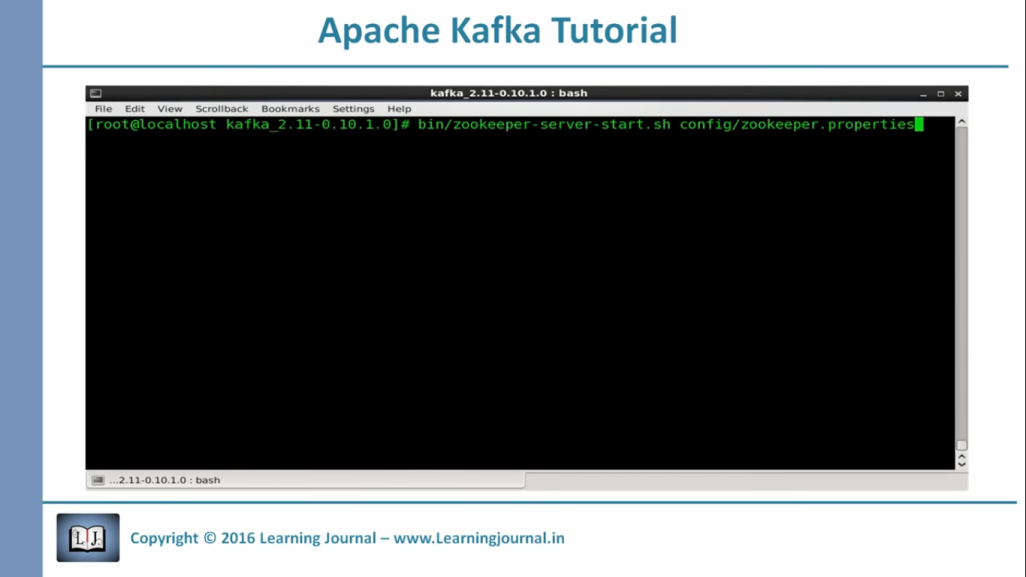 Apache Kafka Tutorial
kafka_2.11-0.10.1.0 : bash
File Edit View Scrollback Bookmarks Settings Help
[root@localhost kafka_2.11-0.10.1.0]# bin/zookeeper-server-start.sh config/zookeeper.properties
...2.11-0.10.1.0 : bash
LJ
Copyright © 2016 Learning Journal – www.Learningjournal.in